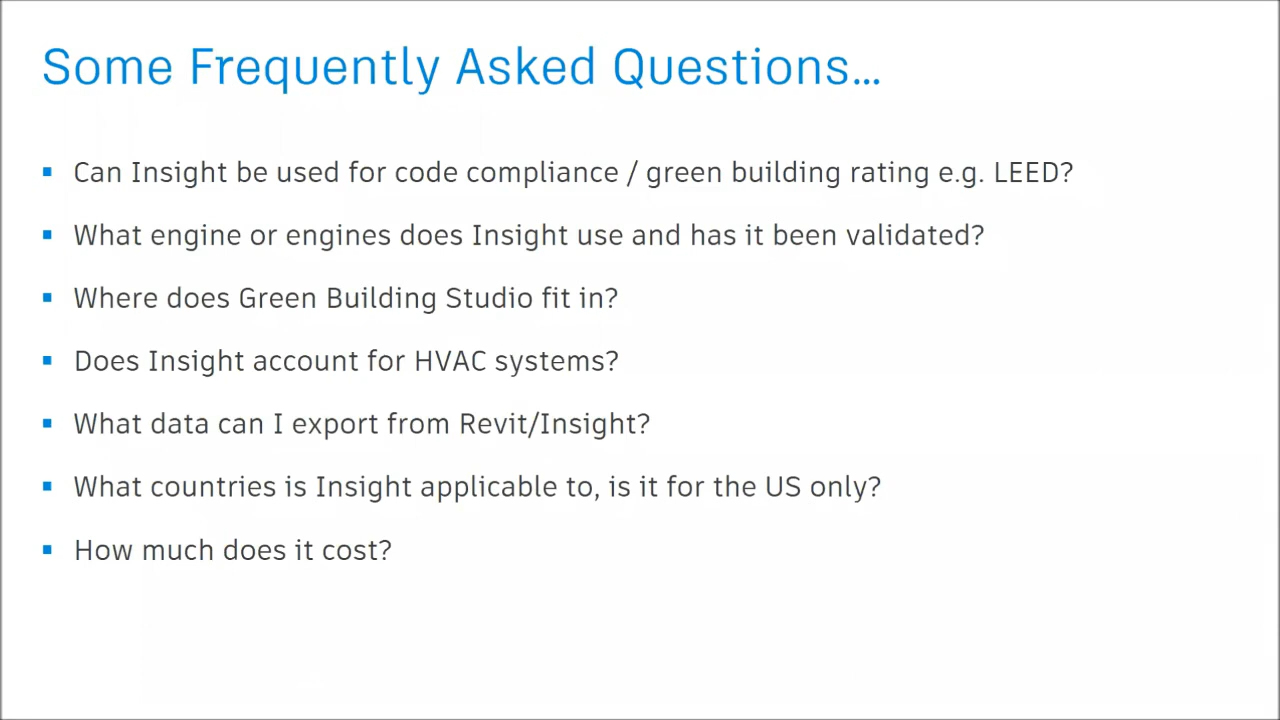 Some Frequently Asked Questions...
▪ Can Insight be used for code compliance / green building rating e.g. LEED?
▪ What engine or engines does Insight use and has it been validated?
▪ Where does Green Building Studio fit in?
▪ Does Insight account for HVAC systems?
▪ What data can I export from Revit/Insight?
▪ What countries is Insight applicable to, is it for the US only?
▪ How much does it cost?